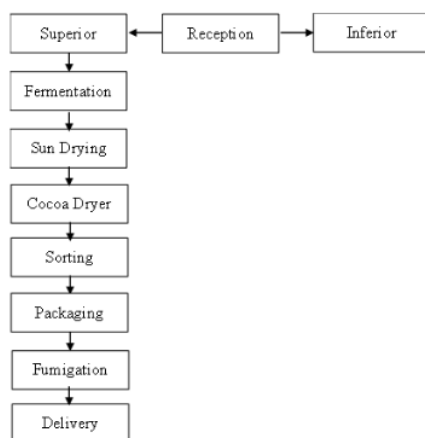 Superior
Reception
Inferior
Fermentation
Sun Drying
Cocoa Dryer
Sorting
Packaging
Fumigation
Delivery